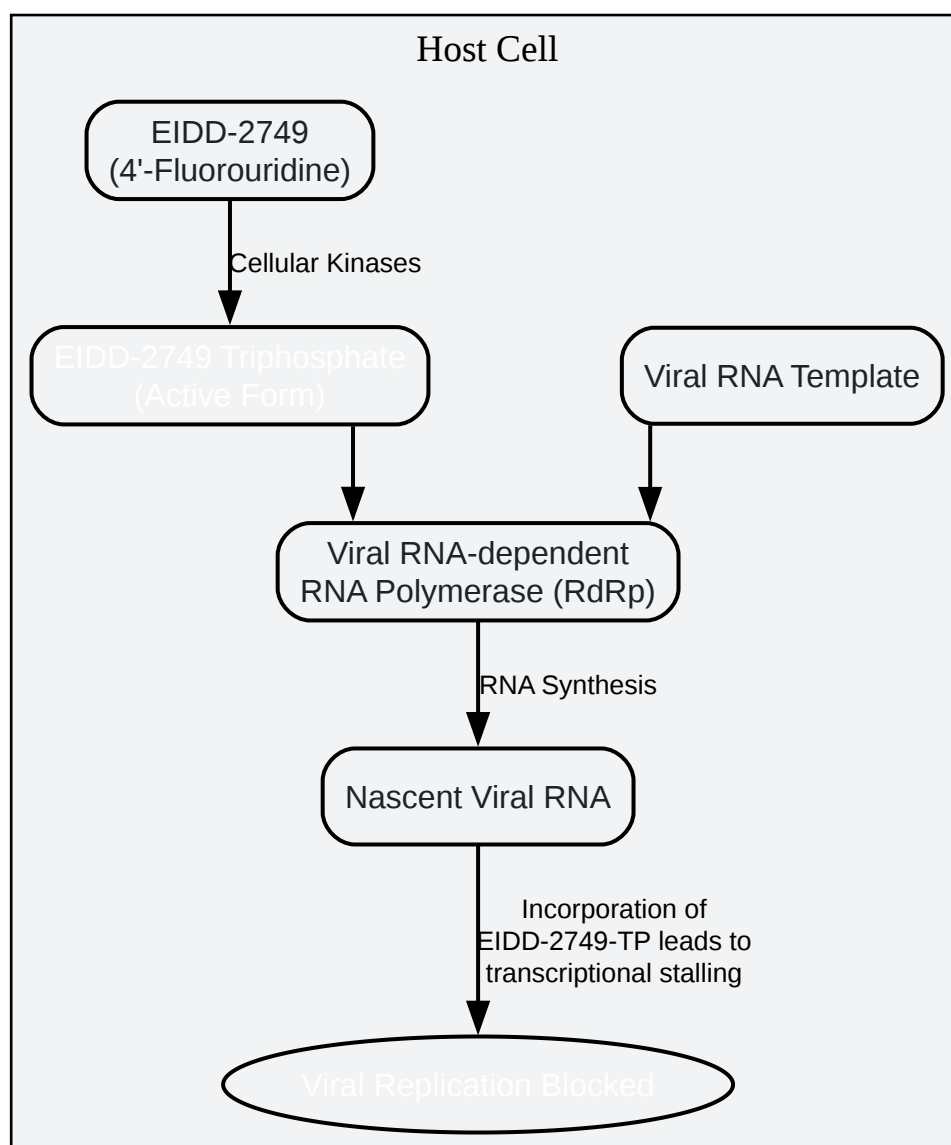 Host Cell
EIDD-2749
(4'-Fluorouridine)
Cellular Kinases
EIDD-2749 Triphosphate
(Active Form)
Viral RNA Template
Viral RNA-dependent
RNA Polymerase (RdRp)
RNA Synthesis
Nascent Viral RNA
Incorporation of
EIDD-2749-TP leads to
transcriptional stalling
Viral Replication Blocked